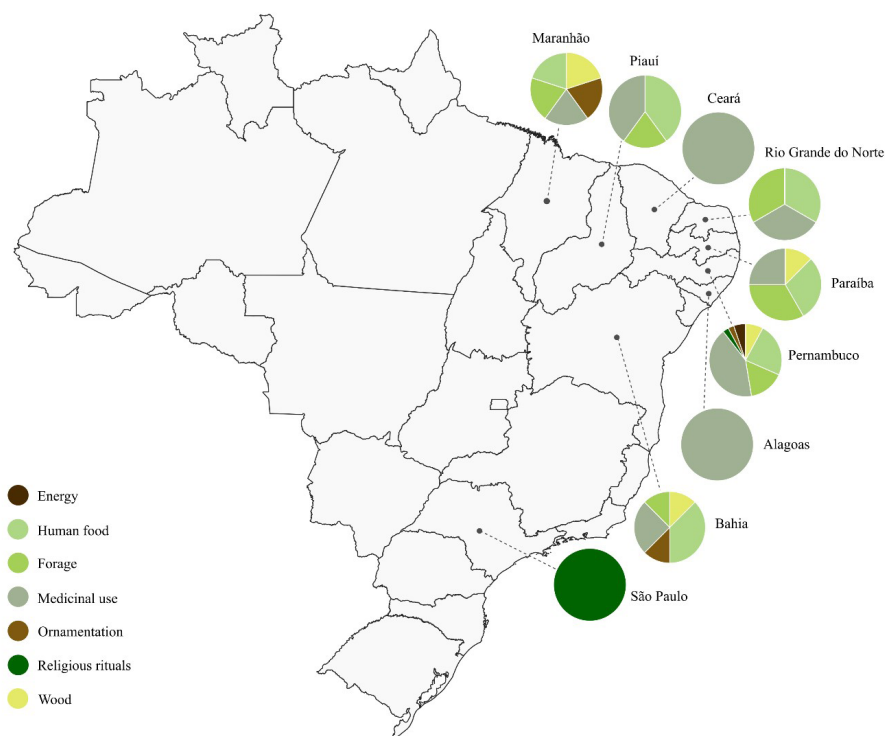 Maranhão
Piauí
Ceará
Rio Grande do Norte
Paraíba
Pernambuco
Alagoas
Bahia
São Paulo
Energy
Human food
Forage
Medicinal use
Ornamentation
Religious rituals
Wood